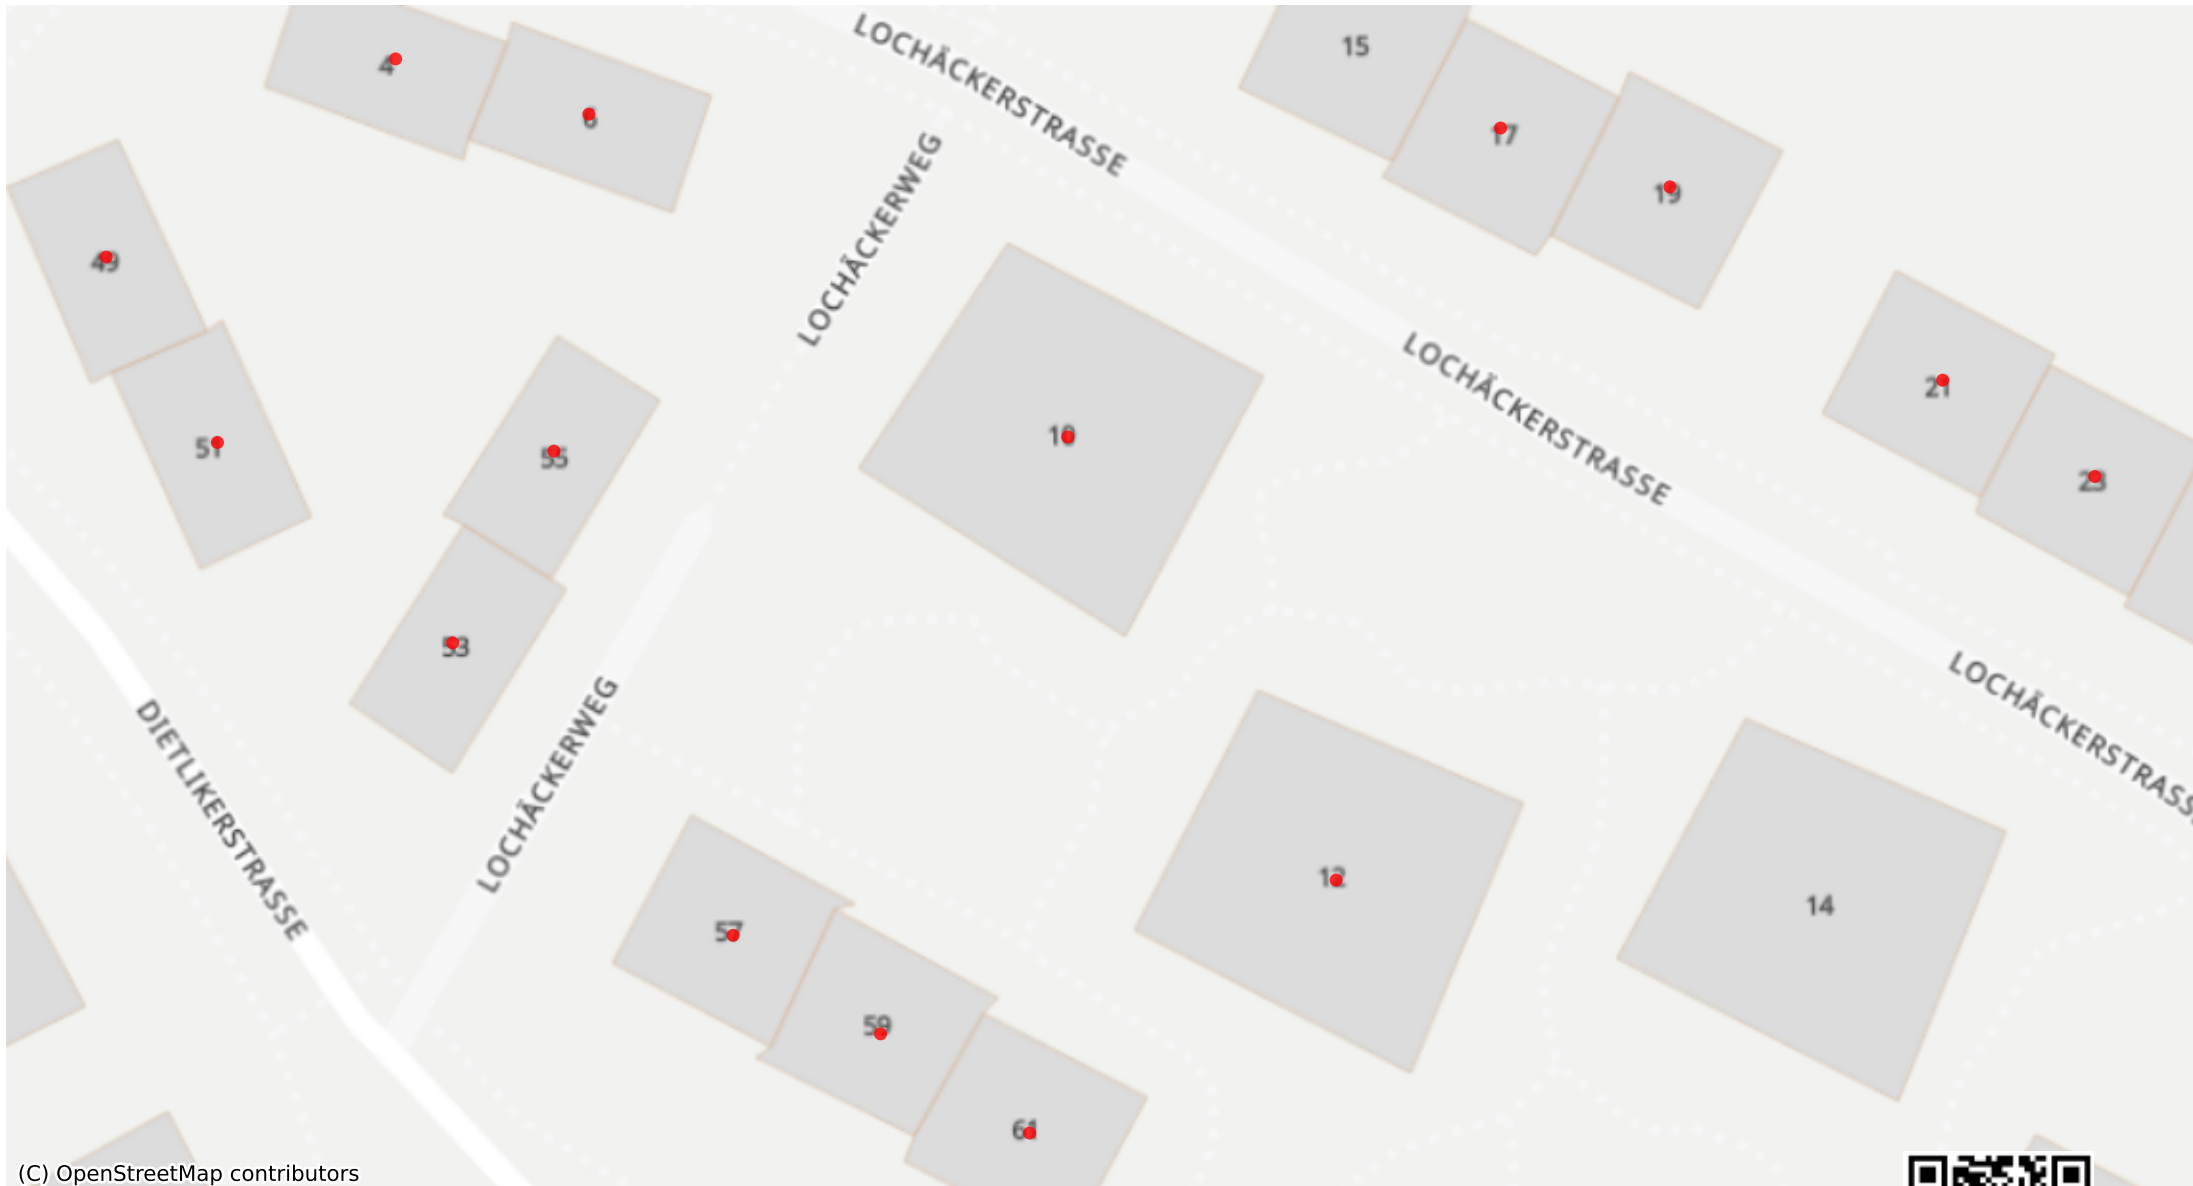 LOCHÄCKERSTRASSE
15
4
6
17
19
LOCHÄCKERWEG
49
21
LOCHÄCKERSTRASSE
10
51
55
23
53
LOCHÄCKERSTRASSE
LOCHÄCKERWEG
DIETLIKERSTRASSE
12
14
57
59
61
(C) OpenStreetMap contributors